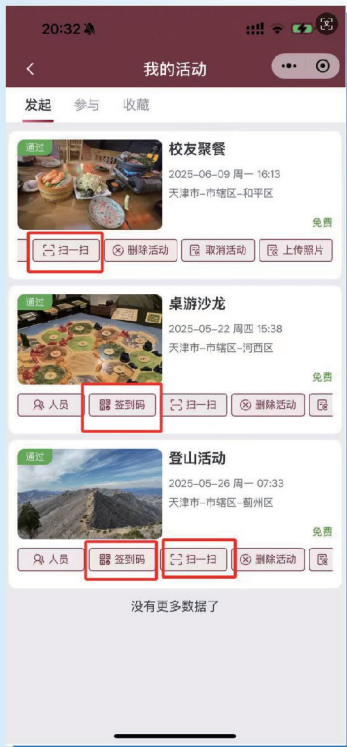 20:32
我的活动
发起 参与 收藏
通过
校友聚餐
2025-06-09 周一 16:13
天津市-市辖区-和平区
免费
扫一扫 删除活动 取消活动 上传照片
通过
桌游沙龙
2025-05-22 周四 15:38
天津市-市辖区-河西区
免费
人员 签到码 扫一扫 删除活动
通过
登山活动
2025-05-26 周一 07:33
天津市-市辖区-蓟州区
免费
人员 签到码 扫一扫 删除活动
没有更多数据了